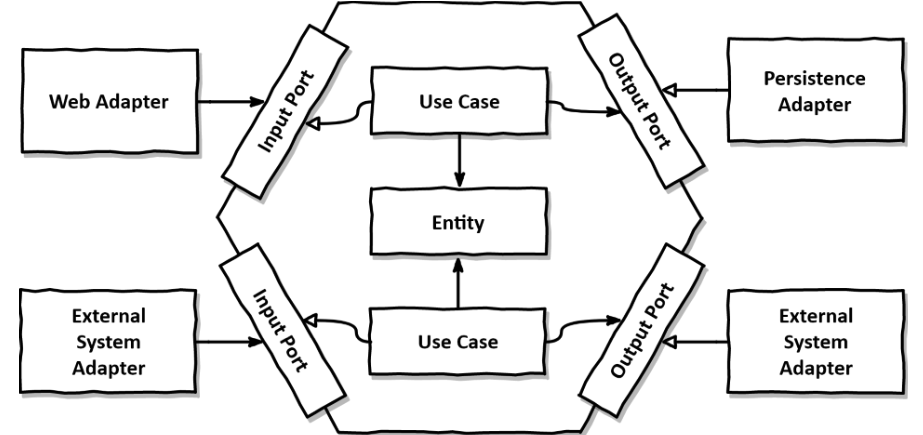 Web Adapter
Input Port
Use Case
Output Port
Persistence
Adapter
Entity
External
System
Adapter
Input Port
Use Case
Output Port
External
System
Adapter